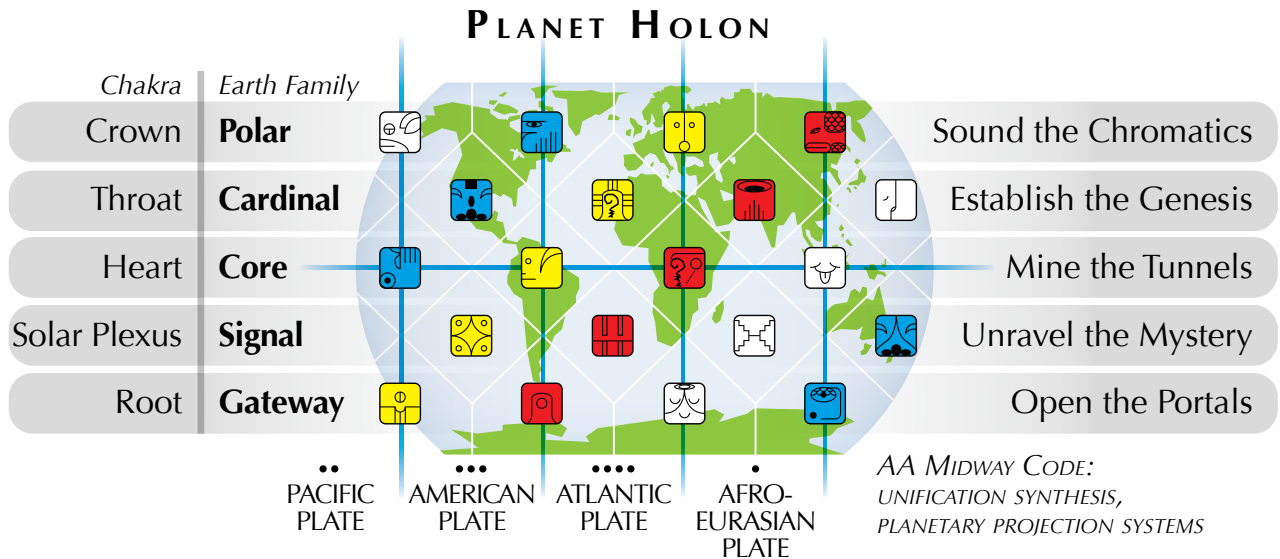 PLANET HOLON
Chakra Earth Family
Crown Polar Sound the Chromatics
Throat Cardinal Establish the Genesis
Heart Core Mine the Tunnels
Solar Plexus Signal Unravel the Mystery
Root Gateway Open the Portals
PACIFIC
PLATE
AMERICAN
PLATE
ATLANTIC
PLATE
AFRO-
EURASIAN
PLATE
AA MIDWAY CODE:
UNIFICATION SYNTHESIS,
PLANETARY PROJECTION SYSTEMS